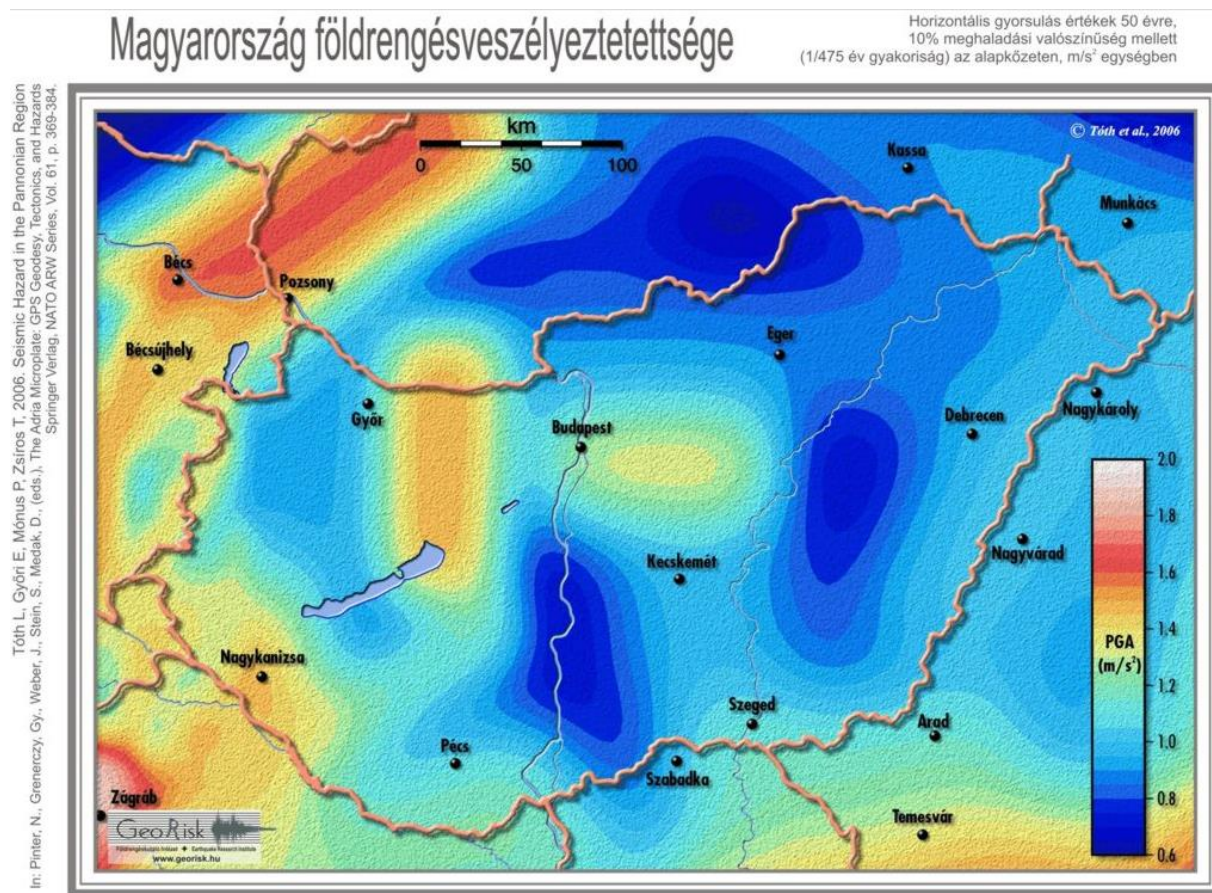 Magyarország földrengésveszélyeztetettsége
Horizontális gyorsulás értékek 50 évre,
10% meghaladási valószínűség mellett
(1/475 év gyakoriság) az alapkőzeten, m/s² egységben
Tóth L, Győri E, Mónus P, Zsíros T, 2006. Seismic Hazard in the Pannonian Region
In: Pinter, N., Grenerczy, Gy., Weber, J., Stein, S., Medak, D., (eds.), The Adria Microplate: GPS Geodesy, Tectonics, and Hazards
Springer Verlag, NATO ARW Series, Vol. 61, p. 369-384.
km
0 50 100
© Tóth et al., 2006
Kassa
Munkács
Bécs
Pozsony
Eger
Bécsújhely
Győr
Nagykároly
Budapest
Debrecen
Nagyvárad
Kecskemét
Nagykanizsa
Szeged
Arad
Pécs
Szabadka
Zágráb
Temesvár
2.0
1.8
1.6
1.4
PGA
(m/s²)
1.2
1.0
0.8
0.6
GeoRisk
Földrengéskutató Intézet ✦ Earthquake Research Institute
www.georisk.hu